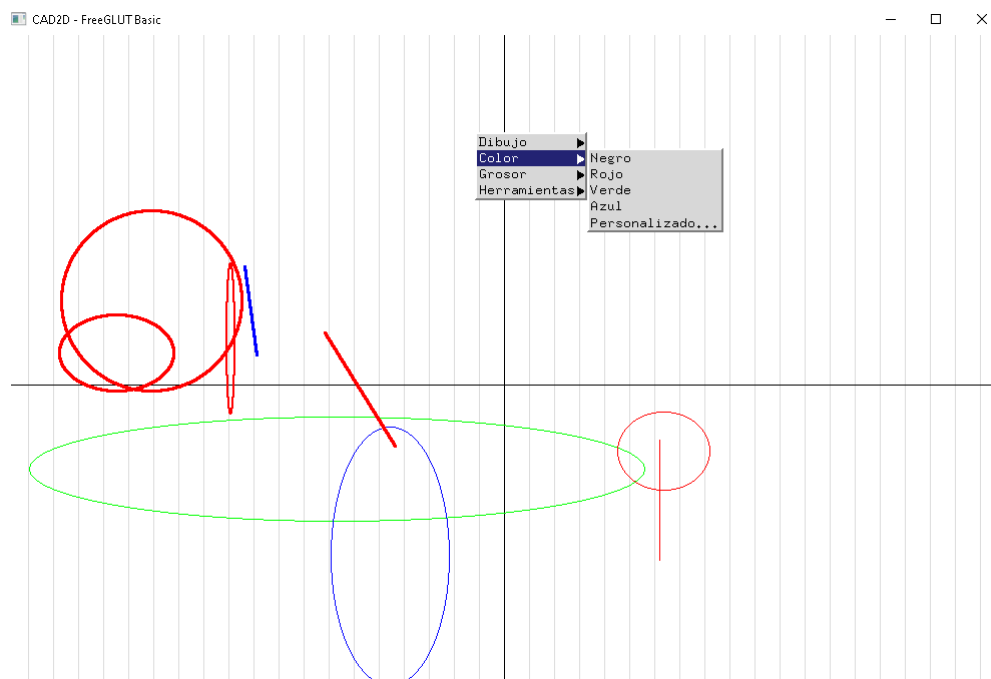 CAD2D - FreeGLUT Basic
Dibujo
Color
Grosor
Herramientas
Negro
Rojo
Verde
Azul
Personalizado...